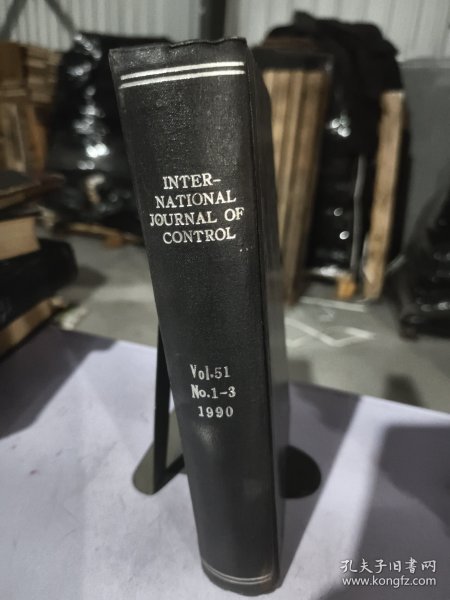 INTER-
NATIONAL
JOURNAL OF
CONTROL
Vol.51
No.1-3
1990
孔夫子旧书网
www.kongfz.com